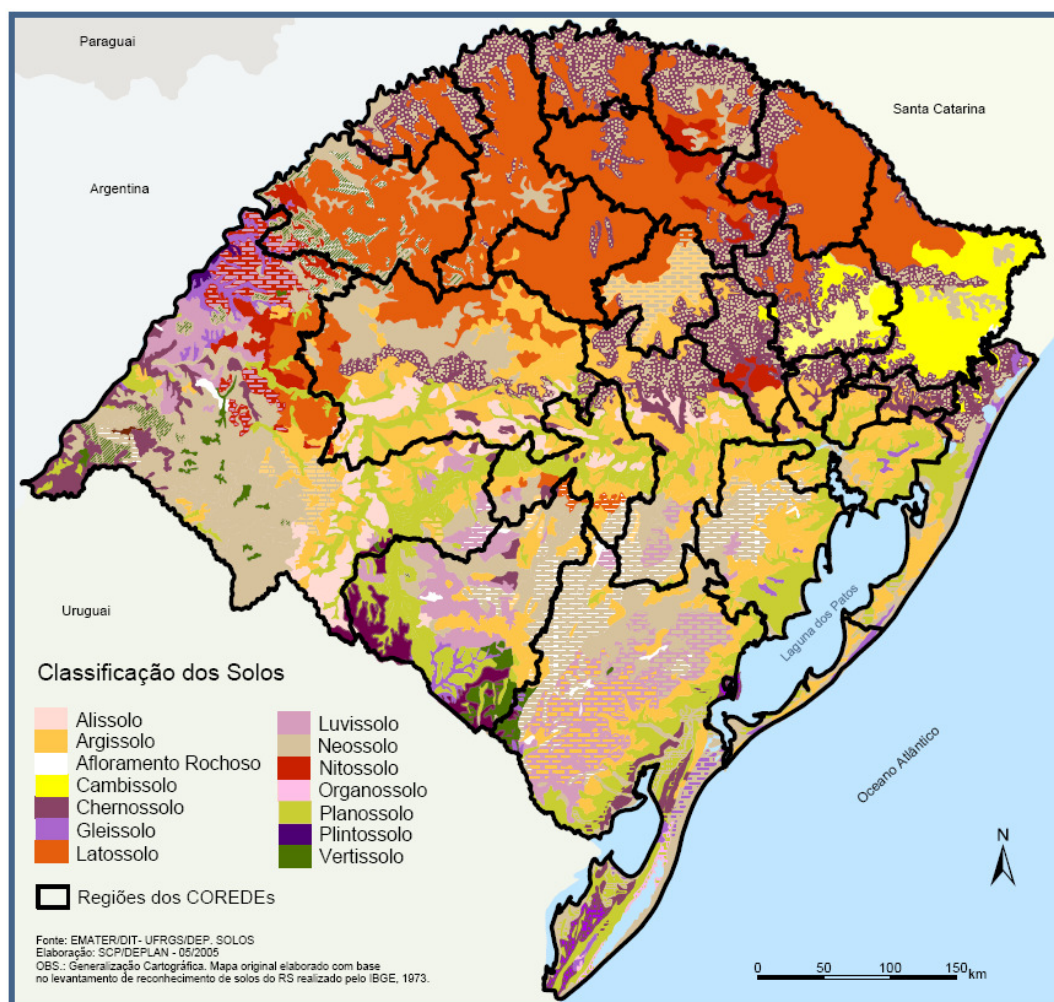 Paraguai
Santa Catarina
Argentina
Uruguai
Laguna dos Patos
Oceano Atlântico
Classificação dos Solos
Alissolo
Argissolo
Afloramento Rochoso
Cambissolo
Chernossolo
Gleissolo
Latossolo
Luvissolo
Neossolo
Nitossolo
Organossolo
Planossolo
Plintossolo
Vertissolo
Regiões dos COREDEs
Fonte: EMATER/DIT- UFRGS/DEP. SOLOS
Elaboração: SCP/DEPLAN - 05/2005
OBS.: Generalização Cartográfica. Mapa original elaborado com base
no levantamento de reconhecimento de solos do RS realizado pelo IBGE, 1973.
N
0 50 100 150 km